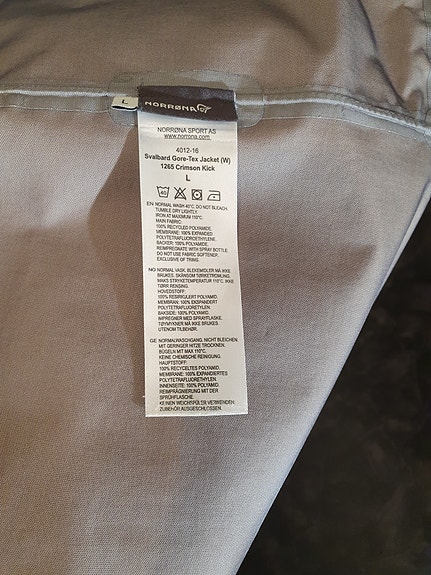 L
NORRØNA
NORRØNA SPORT AS
www.norrona.com
4012-16
Svalbard Gore-Tex Jacket (W)
1265 Crimson Kick
L
40
EN: NORMAL WASH 40°C. DO NOT BLEACH.
TUMBLE DRY LIGHTLY.
IRON AT MAXIMUM 110°C.
MAIN FABRIC:
100% RECYCLED POLYAMIDE.
MEMBRANE: 100% EXPANDED
POLYTETRAFLUOROETHYLENE.
BACKER: 100% POLYAMIDE.
REIMPREGNATE WITH SPRAY BOTTLE.
DO NOT USE FABRIC SOFTENER.
EXCLUSIVE OF TRIMS.
NO: NORMAL VASK. BLEKEMIDLER MÅ IKKE
BRUKES. SKÅNSOM TØRKETROMLING.
MAKS STRYKETEMPERATUR 110°C. IKKE
TØRR RENSING.
HOVEDSTOFF:
100% RESIRKULERT POLYAMID.
MEMBRAN: 100% EKSPANDERT
POLYTETRAFLUORETYLEN.
BAKSIDE: 100% POLYAMID.
IMPREGNER MED SPRAYFLASKE.
TØYMYKNER MÅ IKKE BRUKES
UTENOM TILBEHØR.
GE: NORMALWASCHGANG. NICHT BLEICHEN.
MIT GERINGER HITZE TROCKNEN.
BÜGELN MIT MAX 110°C.
KEINE CHEMISCHE REINIGUNG.
HAUPTSTOFF:
100% RECYCELTES POLYAMID.
MEMBRANE: 100% EXPANDIERTES
POLYTETRAFLUORETHYLEN.
INNENSEITE: 100% POLYAMID.
REIMPRÄGNIERUNG MIT DER
SPRÜHFLASCHE.
KEINEN WEICHSPÜLER VERWENDEN.
ZUBEHÖR AUSGESCHLOSSEN.